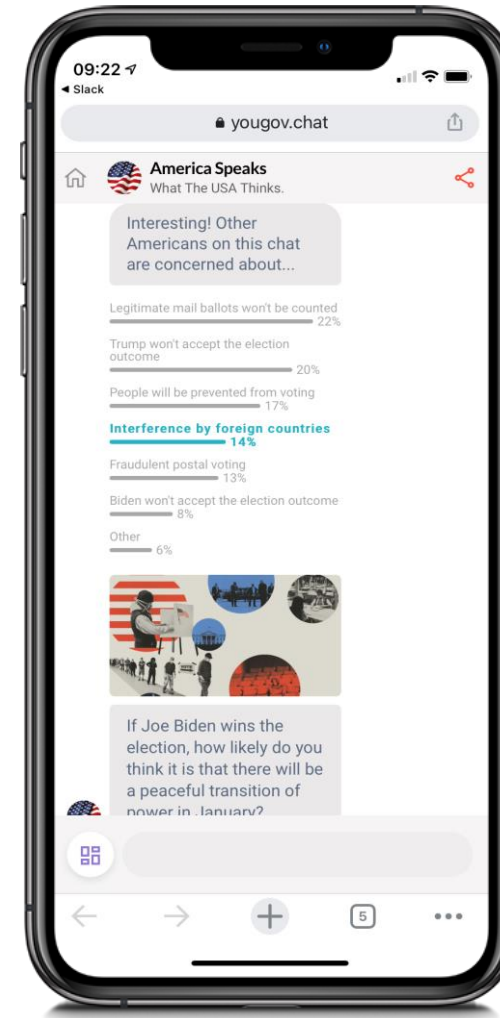 09:22
Slack
yougov.chat
America Speaks
What The USA Thinks.
Interesting! Other
Americans on this chat
are concerned about...
Legitimate mail ballots won't be counted
22%
Trump won't accept the election
outcome
20%
People will be prevented from voting
17%
Interference by foreign countries
14%
Fraudulent postal voting
13%
Biden won't accept the election outcome
8%
Other
6%
If Joe Biden wins the
election, how likely do you
think it is that there will be
a peaceful transition of
power in January?
5